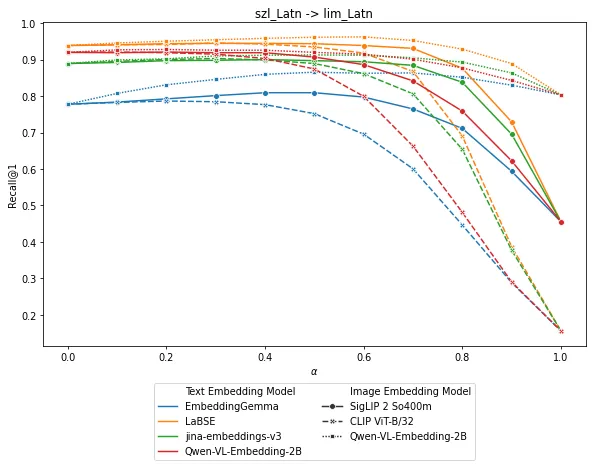 szl_Latn -> lim_Latn
1.0
0.9
0.8
0.7
0.6
0.5
0.4
0.3
0.2
Recall@1
0.0 0.2 0.4 0.6 0.8 1.0
α
Text Embedding Model
EmbeddingGemma
LaBSE
jina-embeddings-v3
Qwen-VL-Embedding-2B
Image Embedding Model
SigLIP 2 So400m
CLIP ViT-B/32
Qwen-VL-Embedding-2B